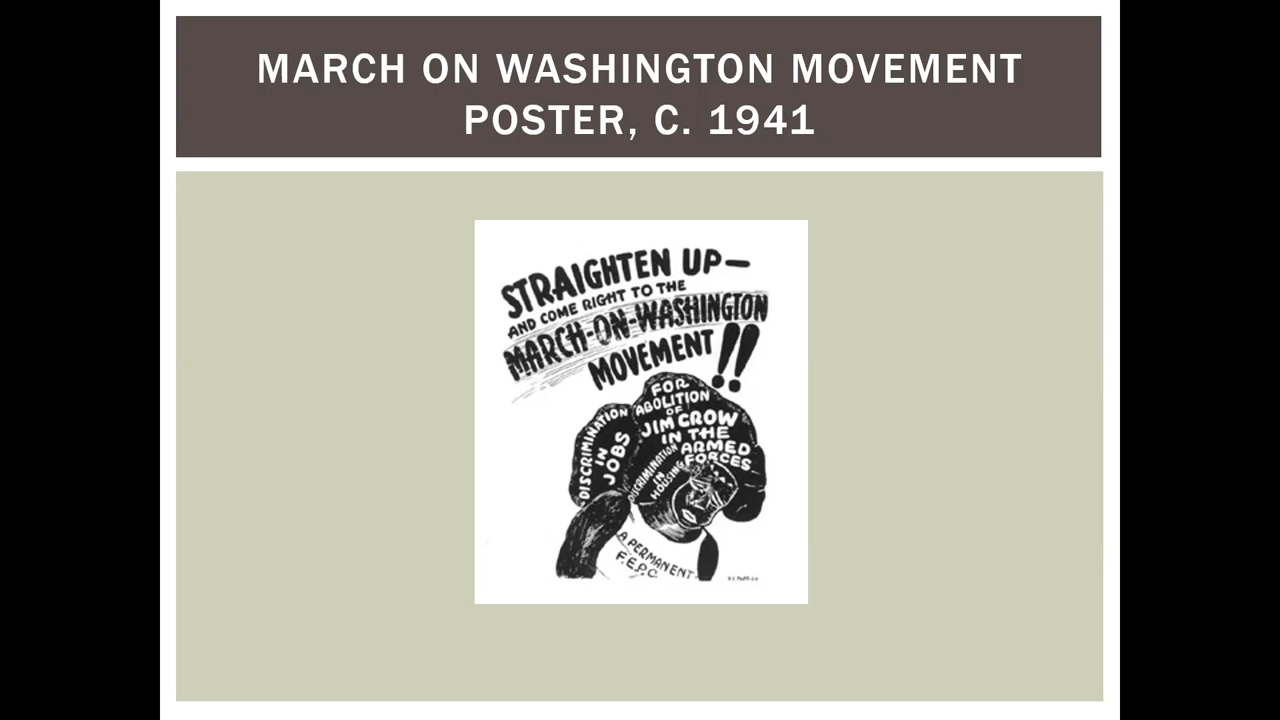 MARCH ON WASHINGTON MOVEMENT
POSTER, C. 1941
STRAIGHTEN UP—
AND COME RIGHT TO THE
MARCH-ON-WASHINGTON
MOVEMENT!!
DISCRIMINATION
IN
JOBS
FOR
ABOLITION
OF
JIM CROW
IN THE
ARMED
FORCES
DISCRIMINATION
IN
HOUSING
A PERMANENT
F.E.P.C.